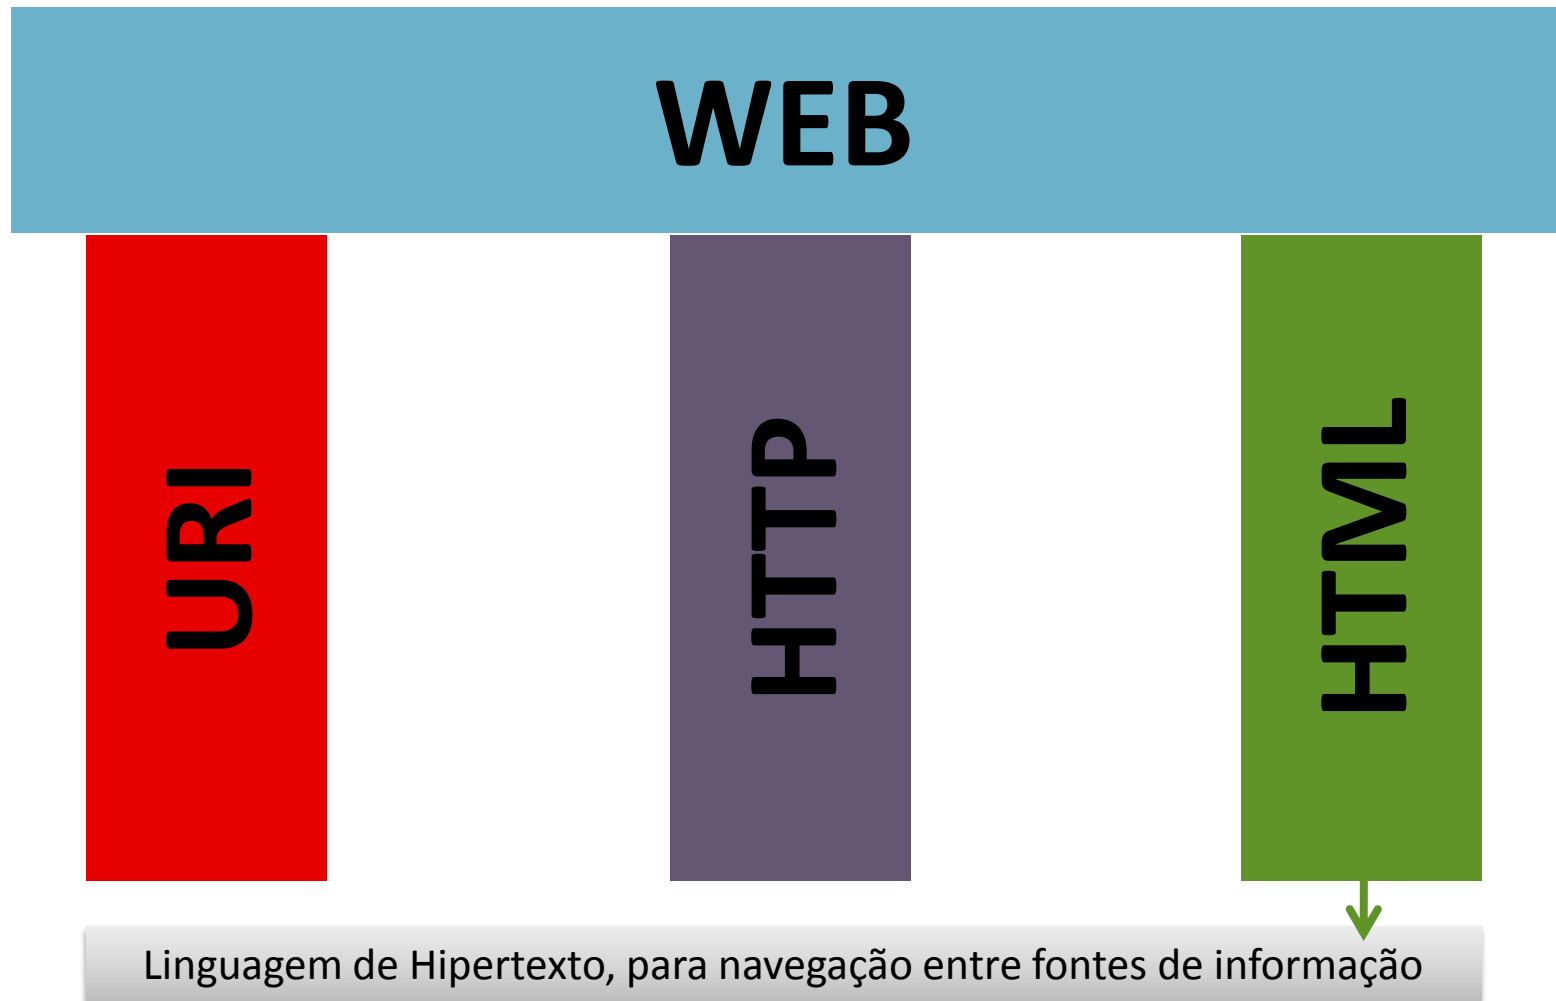 WEB
URI
HTTP
HTML
Linguagem de Hipertexto, para navegação entre fontes de informação